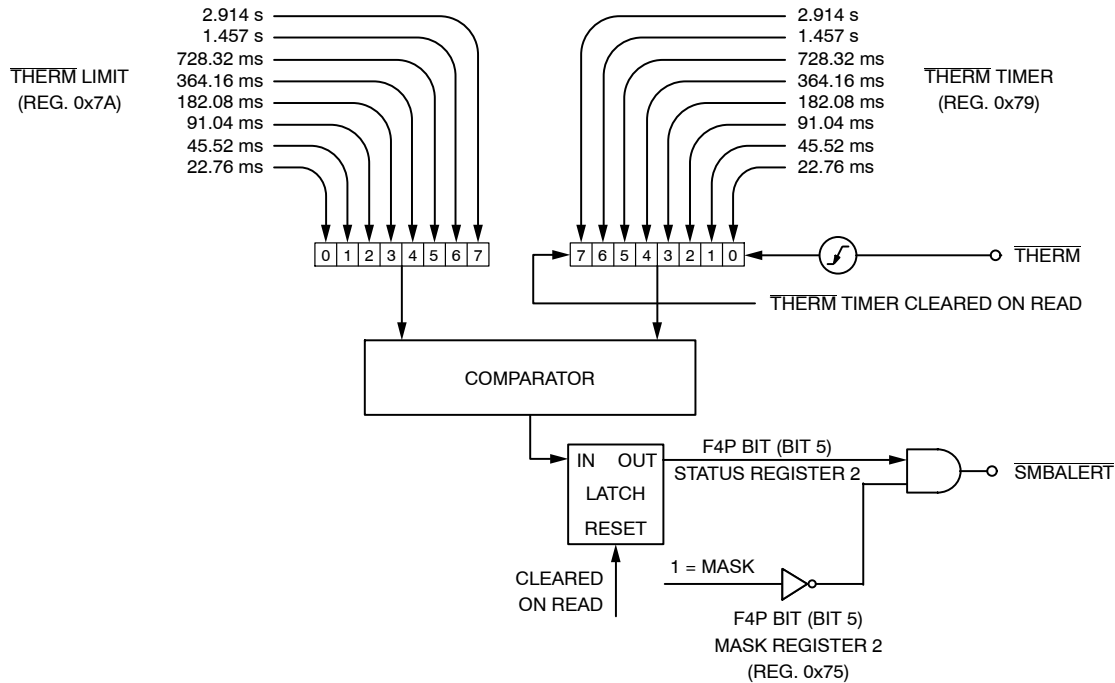 2.914 s
1.457 s
728.32 ms
364.16 ms
182.08 ms
91.04 ms
45.52 ms
22.76 ms
THERM LIMIT
(REG. 0x7A)
2.914 s
1.457 s
728.32 ms
364.16 ms
182.08 ms
91.04 ms
45.52 ms
22.76 ms
THERM TIMER
(REG. 0x79)
0 1 2 3 4 5 6 7
7 6 5 4 3 2 1 0
THERM
THERM TIMER CLEARED ON READ
COMPARATOR
IN OUT
LATCH
RESET
F4P BIT (BIT 5)
STATUS REGISTER 2
SMBALERT
CLEARED
ON READ
1 = MASK
F4P BIT (BIT 5)
MASK REGISTER 2
(REG. 0x75)